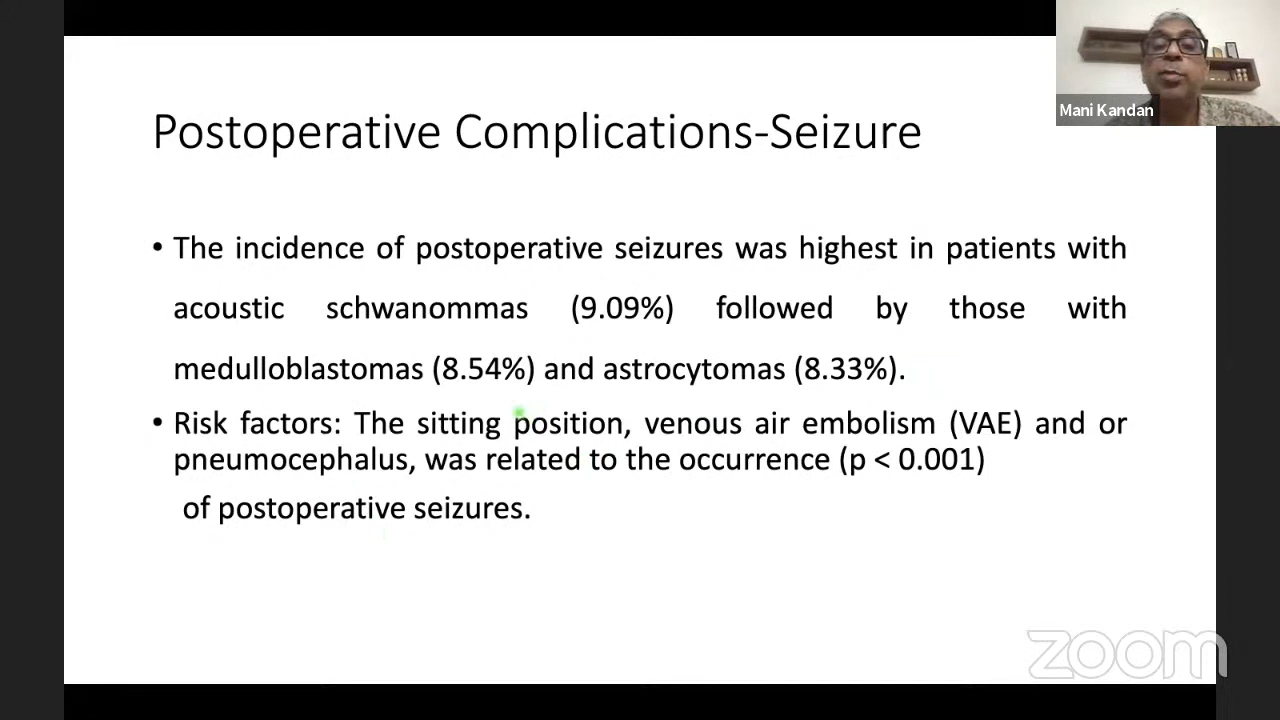 Mani Kandan
Postoperative Complications-Seizure
• The incidence of postoperative seizures was highest in patients with
acoustic schwanommas (9.09%) followed by those with
medulloblastomas (8.54%) and astrocytomas (8.33%).
• Risk factors: The sitting position, venous air embolism (VAE) and or
pneumocephalus, was related to the occurrence (p < 0.001)
of postoperative seizures.
zoom